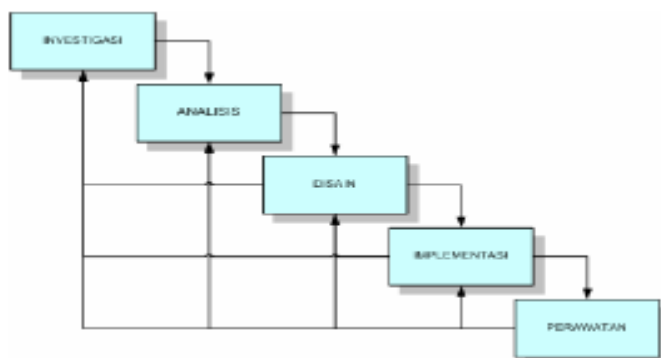 INVESTIGASI
ANALISIS
DISAIN
IMPLEMENTASI
PERAWATAN